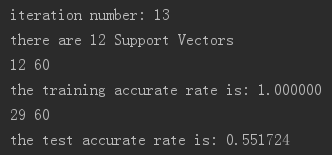 iteration number: 13
there are 12 Support Vectors
12 60
the training accurate rate is: 1.000000
29 60
the test accurate rate is: 0.551724